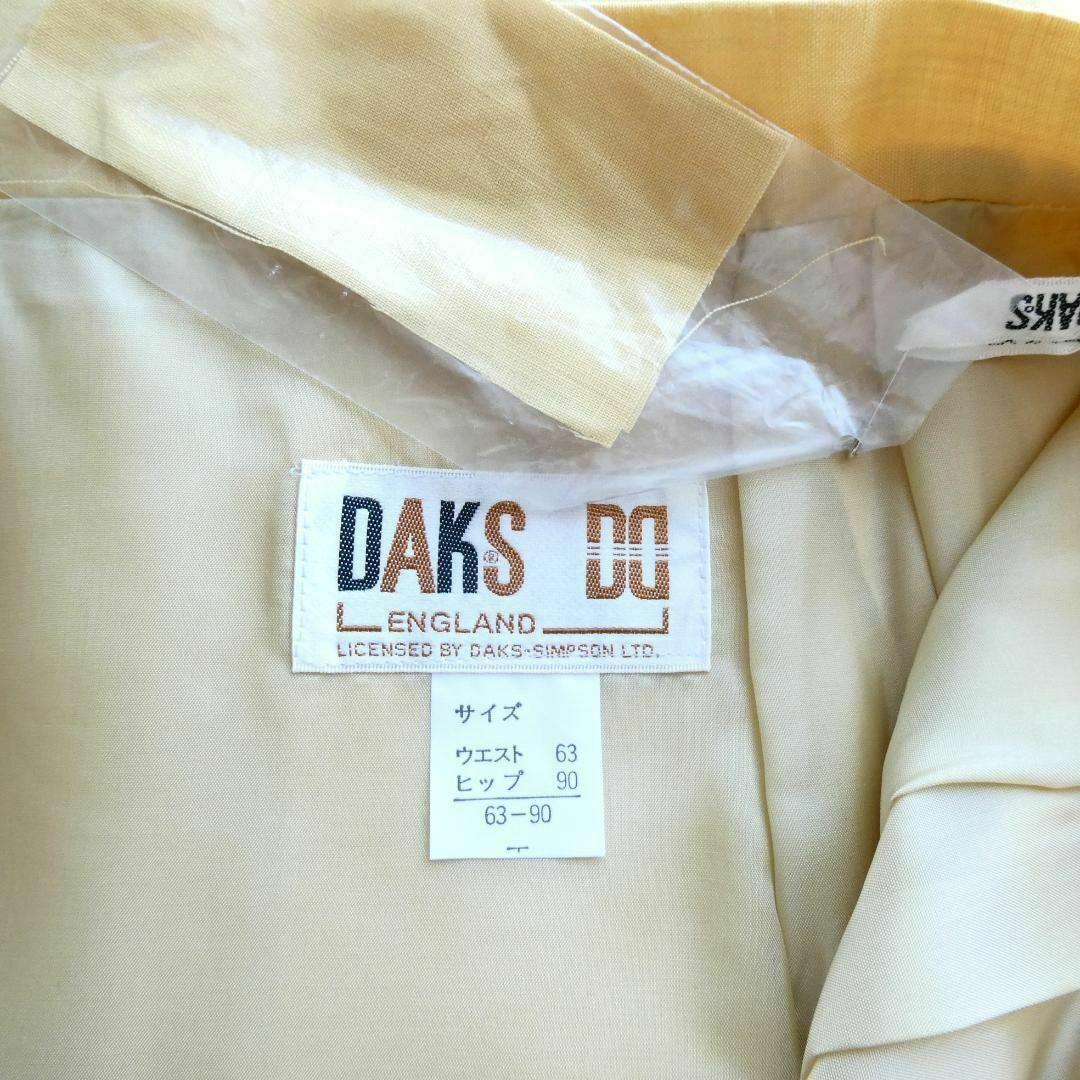 DAKS
DAKS® DD
ENGLAND
LICENSED BY DAKS-SIMPSON LTD.
サイズ
ウエスト 63
ヒップ 90
63-90